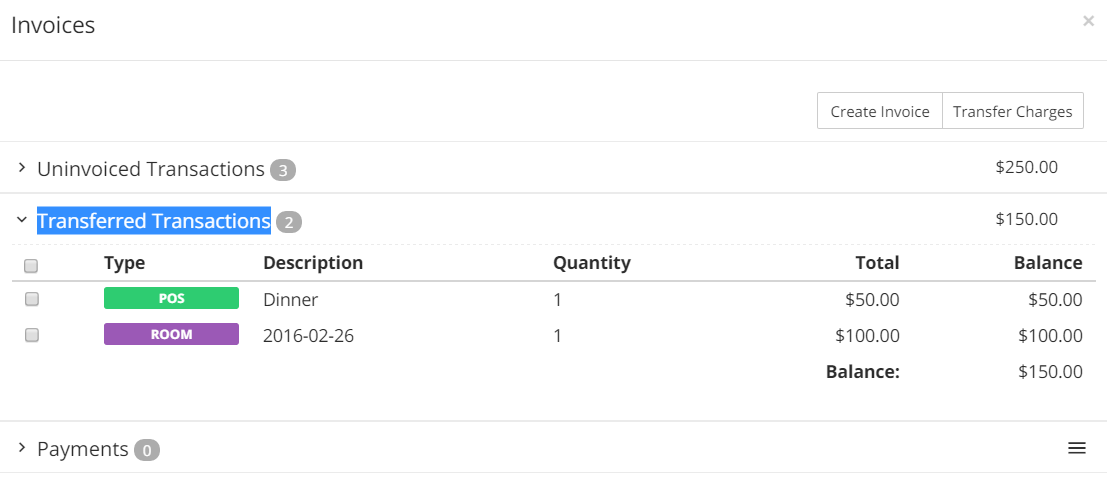 Invoices ×
Create Invoice Transfer Charges
Uninvoiced Transactions 3 $250.00
Transferred Transactions 2 $150.00
Type Description Quantity Total Balance
POS Dinner 1 $50.00 $50.00
ROOM 2016-02-26 1 $100.00 $100.00
Balance: $150.00
Payments 0